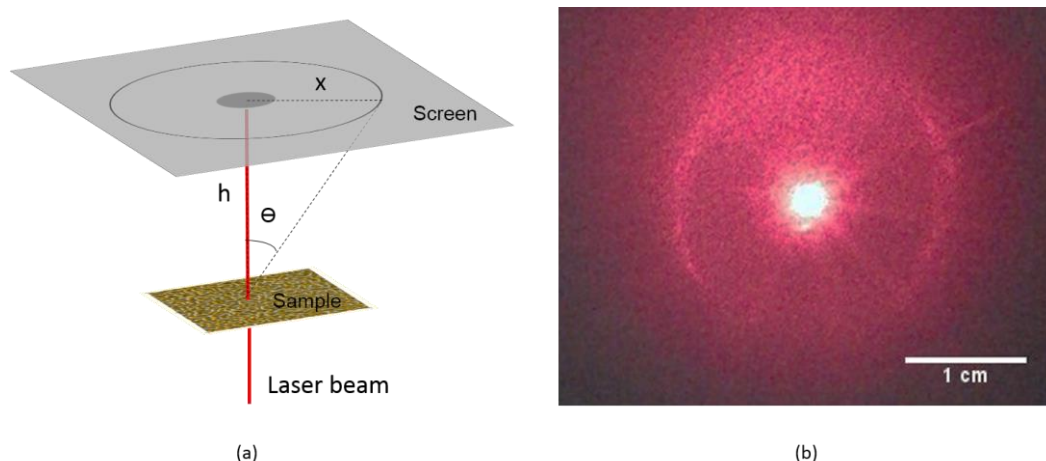 x
Screen
h
ϴ
Sample
Laser beam
1 cm
(a)
(b)